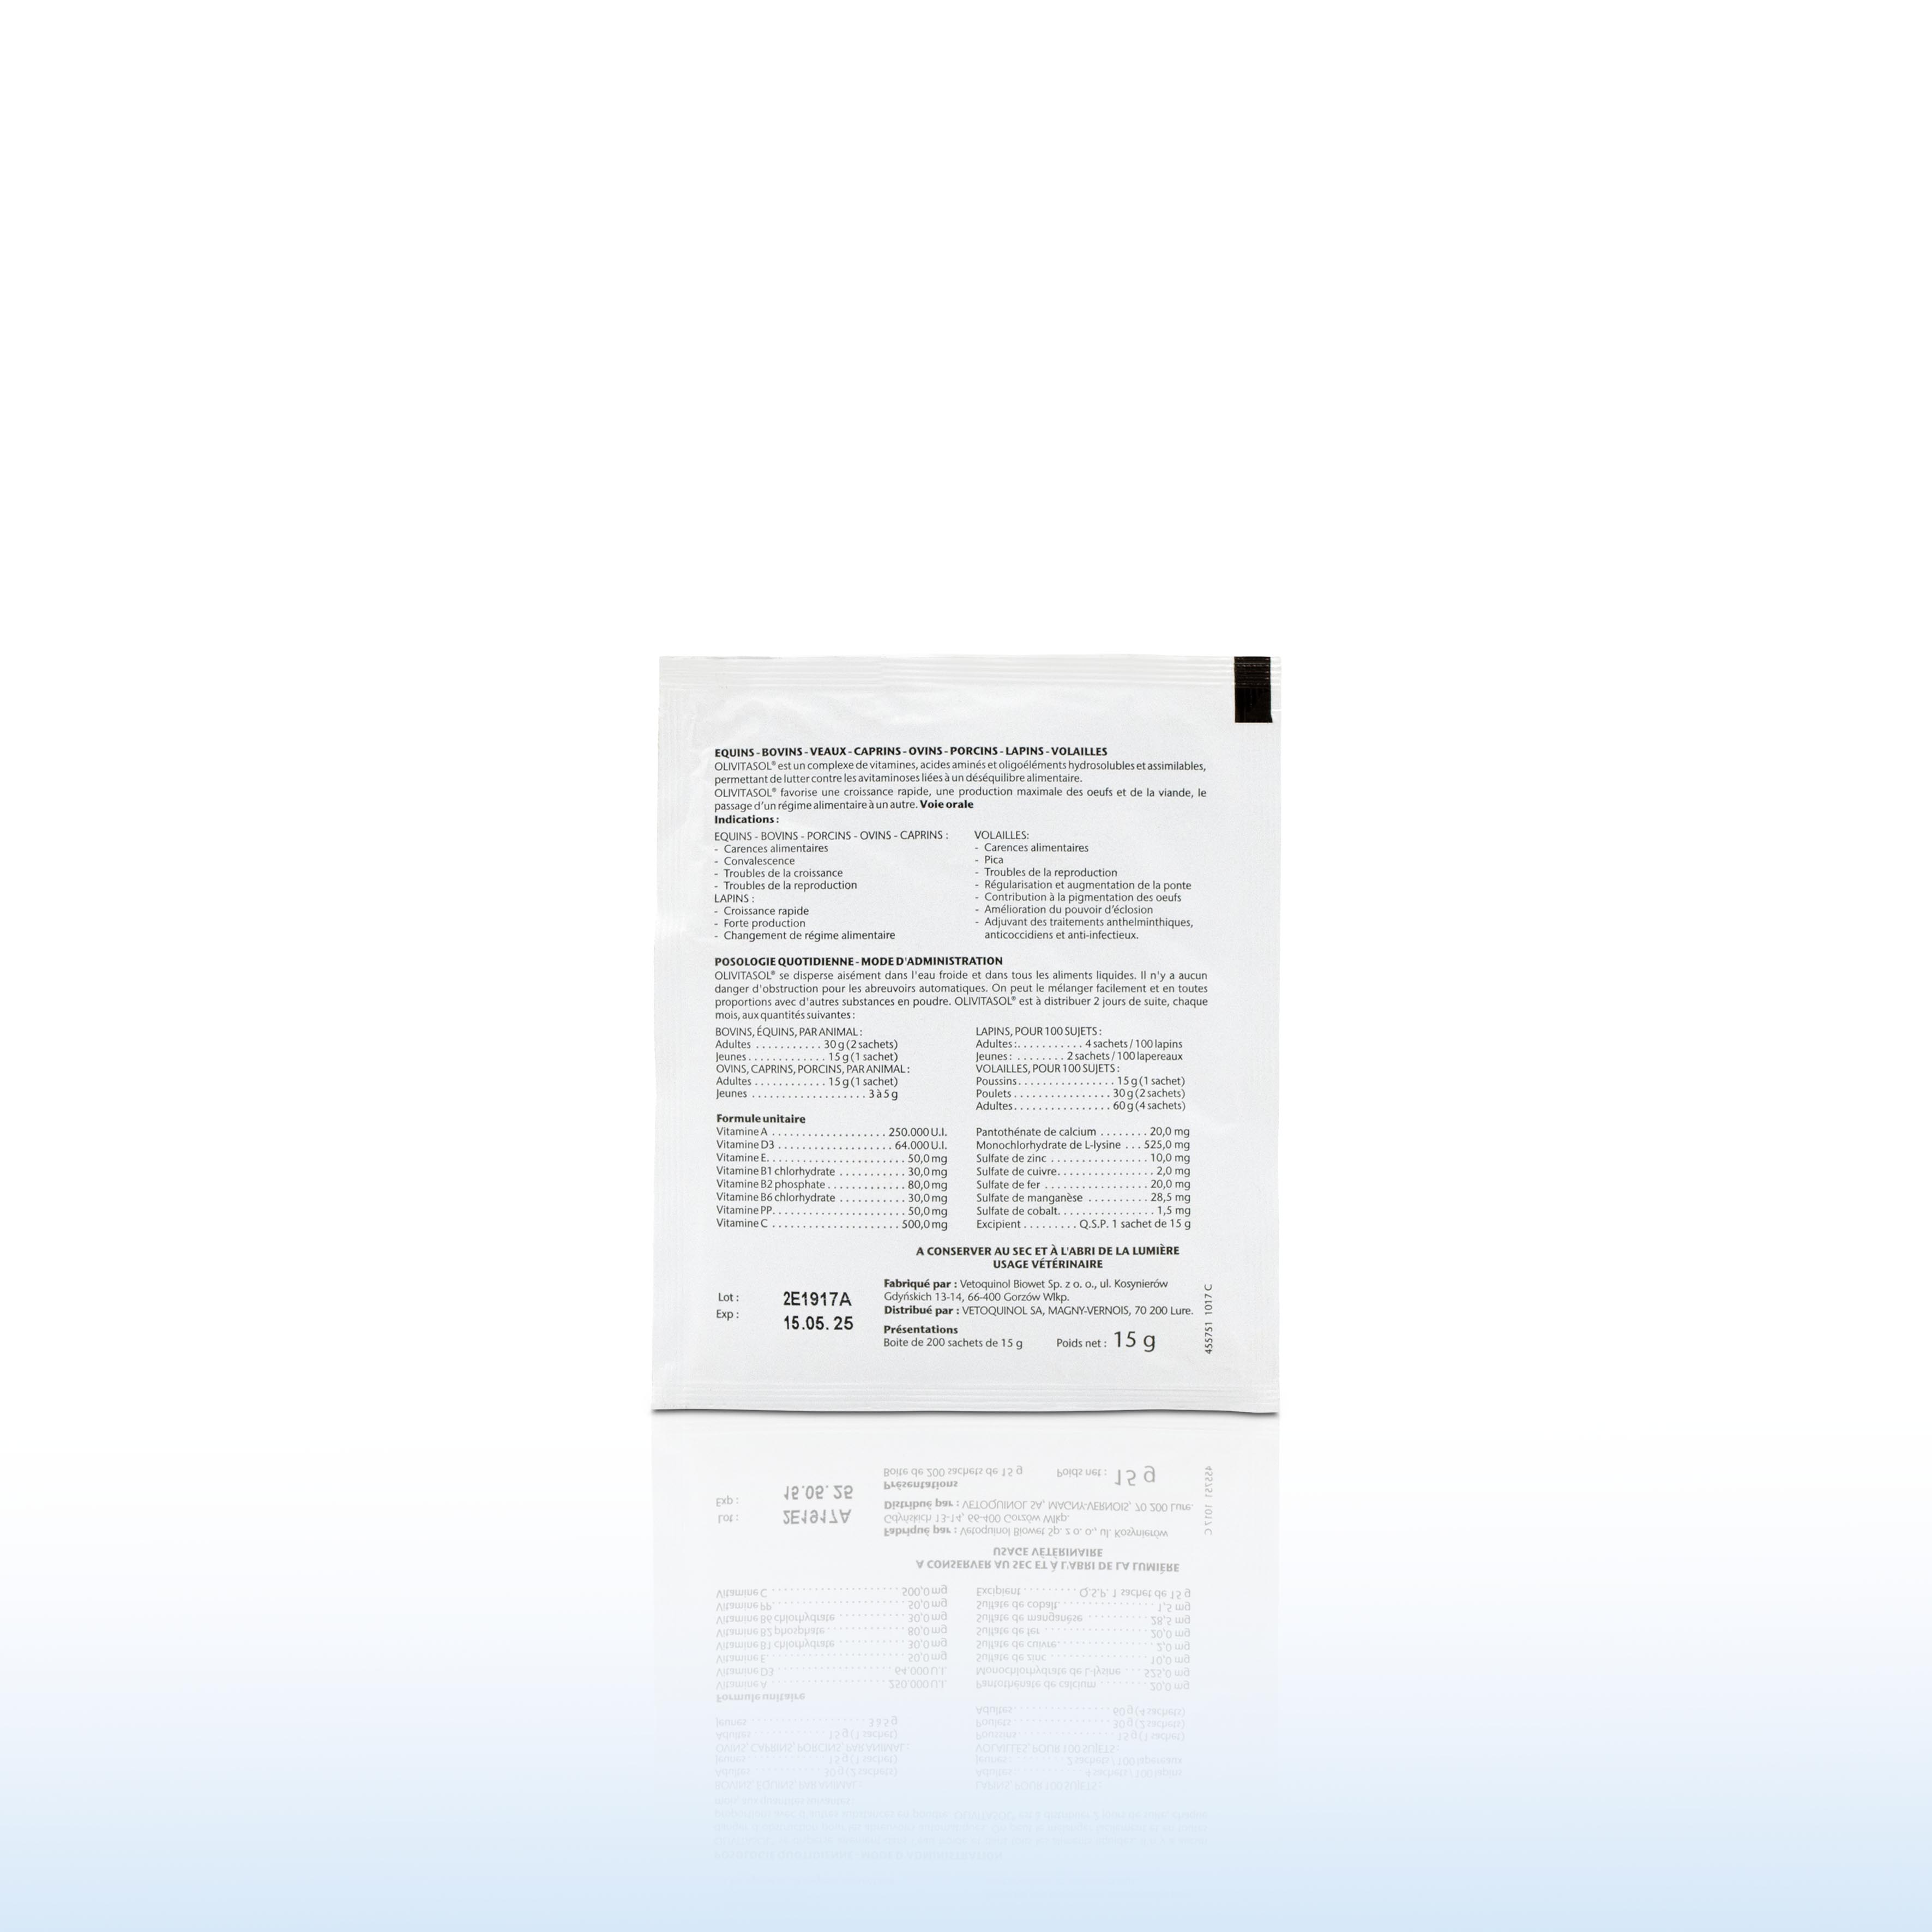 EQUINS - BOVINS - VEAUX - CAPRINS - OVINS - PORCINS - LAPINS - VOLAILLES
OLIVITASOL® est un complexe de vitamines, acides aminés et oligoéléments hydrosolubles et assimilables,
permettant de lutter contre les avitaminoses liées à un déséquilibre alimentaire.
OLIVITASOL® favorise une croissance rapide, une production maximale des oeufs et de la viande, le
passage d'un régime alimentaire à un autre. Voie orale
Indications :
EQUINS - BOVINS - PORCINS - OVINS - CAPRINS :
- Carences alimentaires
- Convalescence
- Troubles de la croissance
- Troubles de la reproduction
LAPINS :
- Croissance rapide
- Forte production
- Changement de régime alimentaire
VOLAILLES:
- Carences alimentaires
- Pica
- Troubles de la reproduction
- Régularisation et augmentation de la ponte
- Contribution à la pigmentation des oeufs
- Amélioration du pouvoir d'éclosion
- Adjuvant des traitements anthelminthiques,
anticoccidiens et anti-infectieux.
POSOLOGIE QUOTIDIENNE - MODE D'ADMINISTRATION
OLIVITASOL® se disperse aisément dans l'eau froide et dans tous les aliments liquides. Il n'y a aucun
danger d'obstruction pour les abreuvoirs automatiques. On peut le mélanger facilement et en toutes
proportions avec d'autres substances en poudre. OLIVITASOL® est à distribuer 2 jours de suite, chaque
mois, aux quantités suivantes :
BOVINS, ÉQUINS, PAR ANIMAL :
Adultes ........... 30 g (2 sachets)
Jeunes ............ 15 g (1 sachet)
OVINS, CAPRINS, PORCINS, PAR ANIMAL :
Adultes ............ 15 g (1 sachet)
Jeunes .................. 3 à 5 g
LAPINS, POUR 100 SUJETS :
Adultes :.......... 4 sachets / 100 lapins
Jeunes : ........ 2 sachets / 100 lapereaux
VOLAILLES, POUR 100 SUJETS :
Poussins ................ 15 g (1 sachet)
Poulets ................ 30 g (2 sachets)
Adultes ................ 60 g (4 sachets)
Formule unitaire
Vitamine A ................... 250.000 U.I.
Vitamine D3 ................... 64.000 U.I.
Vitamine E ...................... 50,0 mg
Vitamine B1 chlorhydrate .......... 30,0 mg
Vitamine B2 phosphate ............ 80,0 mg
Vitamine B6 chlorhydrate .......... 30,0 mg
Vitamine PP ..................... 50,0 mg
Vitamine C ..................... 500,0 mg
Pantothénate de calcium ........ 20,0 mg
Monochlorhydrate de L-lysine ... 525,0 mg
Sulfate de zinc ................ 10,0 mg
Sulfate de cuivre ............... 2,0 mg
Sulfate de fer ................. 20,0 mg
Sulfate de manganèse .......... 28,5 mg
Sulfate de cobalt ............... 1,5 mg
Excipient ......... Q.S.P. 1 sachet de 15 g
A CONSERVER AU SEC ET À L'ABRI DE LA LUMIÈRE
USAGE VÉTÉRINAIRE
Fabriqué par : Vetoquinol Biowet Sp. z o. o., ul. Kosynierów
Gdyńskich 13-14, 66-400 Gorzów Wlkp.
Distribué par : VETOQUINOL SA, MAGNY-VERNOIS, 70 200 Lure.
Lot : 2E1917A
Exp : 15.05.25
Présentations
Boite de 200 sachets de 15 g Poids net : 15 g
455751 1017 C